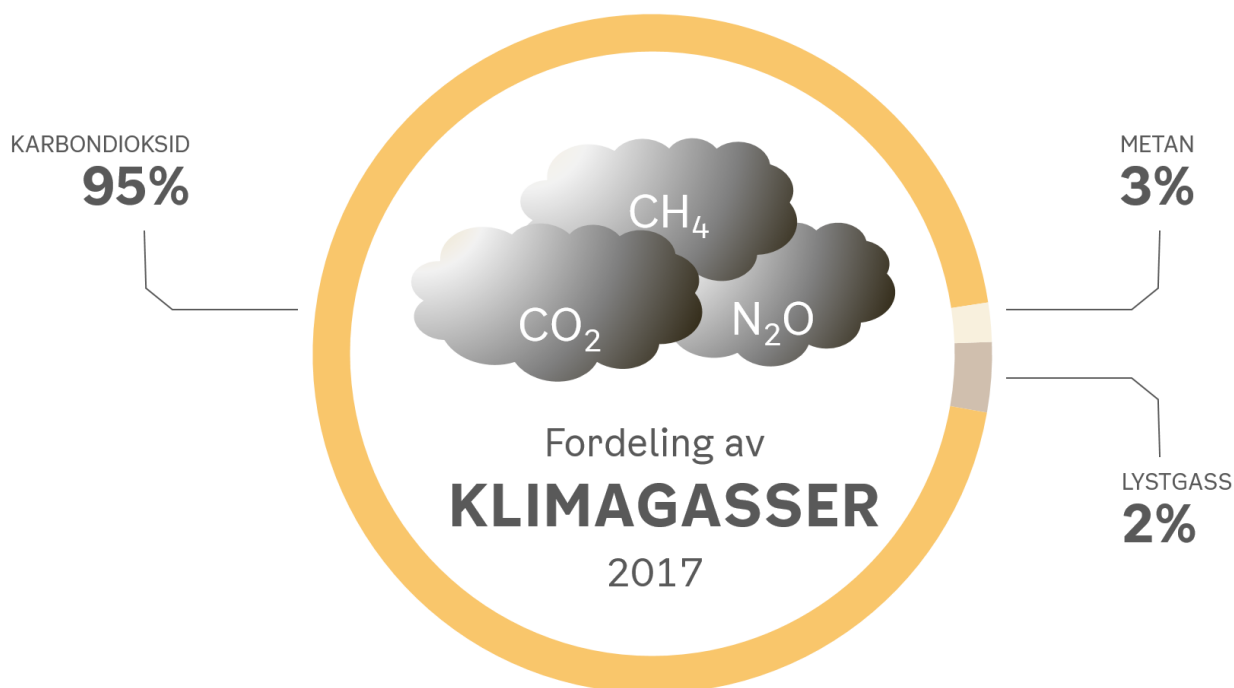 KARBONDIOKSID
95%
METAN
3%
CH₄
CO₂
N₂O
Fordeling av
KLIMAGASSER
2017
LYSTGASS
2%